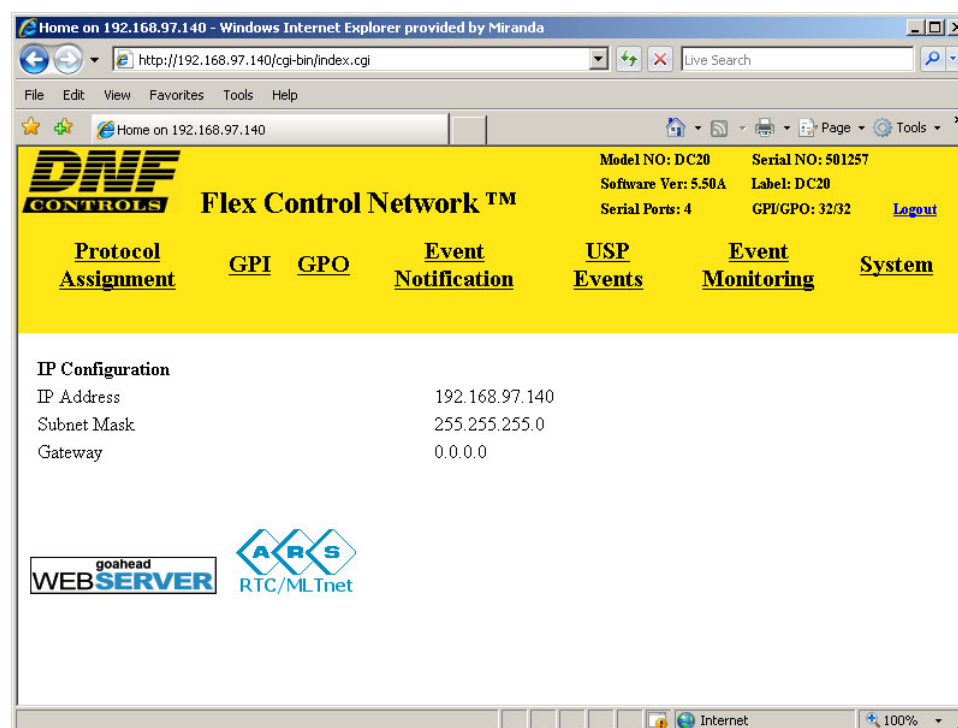 Home on 192.168.97.140 - Windows Internet Explorer provided by Miranda
http://192.168.97.140/cgi-bin/index.cgi
Live Search
File Edit View Favorites Tools Help
Home on 192.168.97.140
Page Tools
DNF
CONTROLS
Flex Control Network ™
Model NO: DC20 Serial NO: 501257
Software Ver: 5.50A Label: DC20
Serial Ports: 4 GPI/GPO: 32/32 Logout
Protocol
Assignment
GPI
GPO
Event
Notification
USP
Events
Event
Monitoring
System
IP Configuration
IP Address 192.168.97.140
Subnet Mask 255.255.255.0
Gateway 0.0.0.0
goahead
WEBSERVER
ARS
RTC/MLTnet
Internet 100%